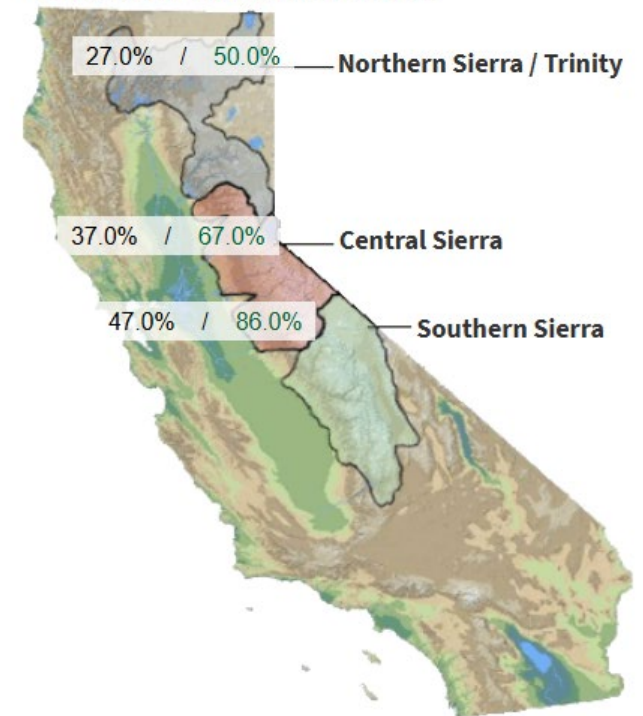 27.0% / 50.0%
Northern Sierra / Trinity
37.0% / 67.0%
Central Sierra
47.0% / 86.0%
Southern Sierra